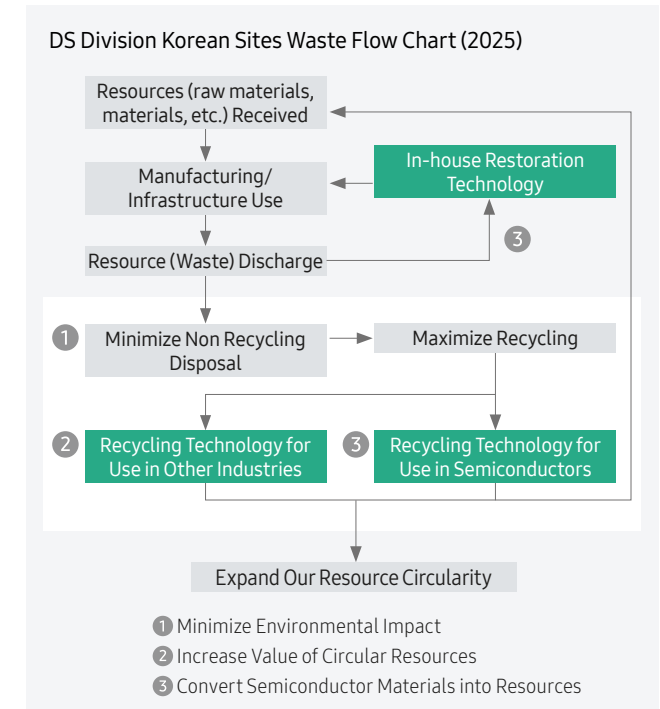 DS Division Korean Sites Waste Flow Chart (2025)
Resources (raw materials,
materials, etc.) Received
In-house Restoration
Technology
Manufacturing/
Infrastructure Use
3
Resource (Waste) Discharge
1
Minimize Non Recycling
Disposal
Maximize Recycling
2
Recycling Technology for
Use in Other Industries
3
Recycling Technology for
Use in Semiconductors
Expand Our Resource Circularity
1 Minimize Environmental Impact
2 Increase Value of Circular Resources
3 Convert Semiconductor Materials into Resources